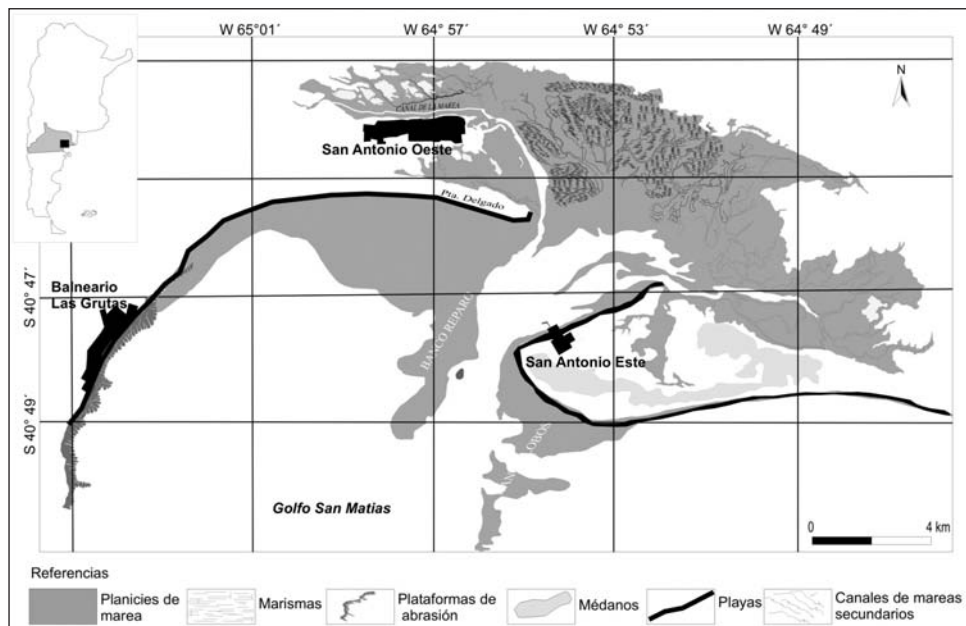 W 65° 01´
W 64° 57´
W 64° 53
W 64° 49´
N
CANAL DE LA MAREA
San Antonio Oeste
Pta. Delgado
S 40° 47´
Balneario
Las Grutas
BANCO REPARO
San Antonio Este
S 40° 49´
LOBOS
Golfo San Matias
0
4 km
Referencias
Planicies de
marea
Marismas
Plataformas de
abrasión
Médanos
Playas
Canales de mareas
secundarios